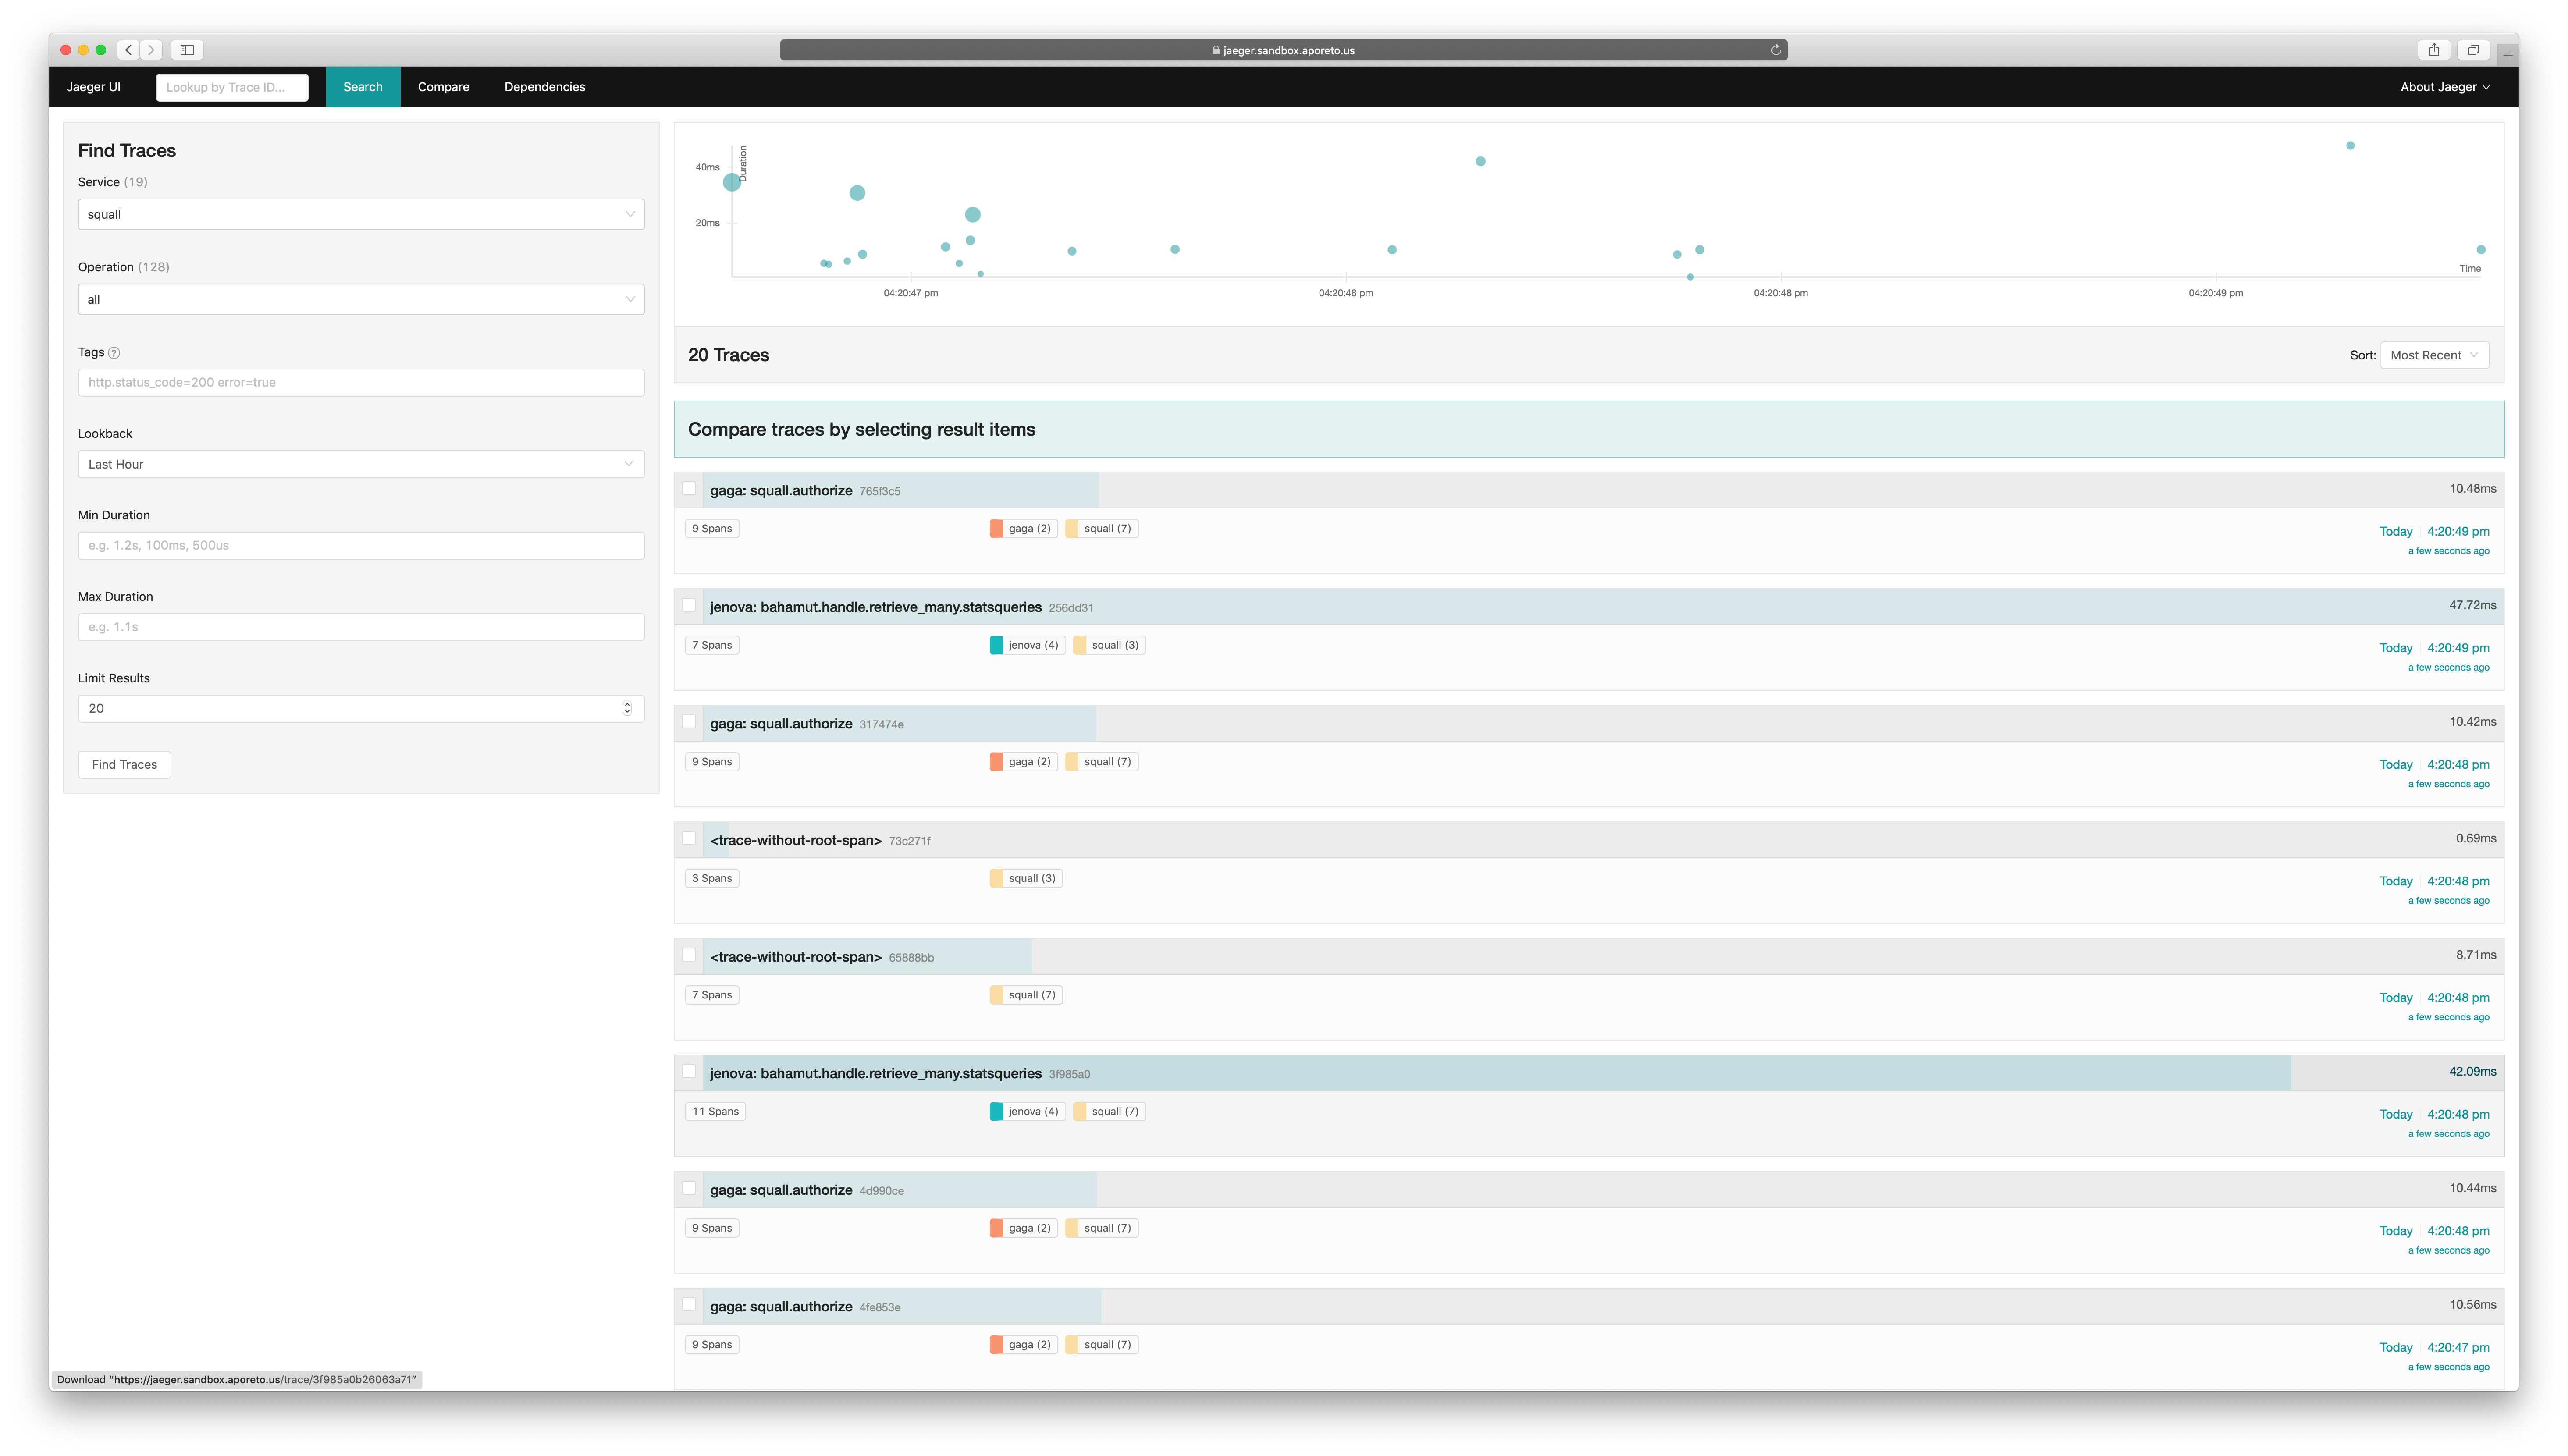 jaeger.sandbox.aporeto.us
Jaeger UI
Lookup by Trace ID...
Search
Compare
Dependencies
About Jaeger
Find Traces
Service (19)
squall
Operation (128)
all
Tags ?
http.status_code=200 error=true
Lookback
Last Hour
Min Duration
e.g. 1.2s, 100ms, 500us
Max Duration
e.g. 1.1s
Limit Results
20
Find Traces
Duration
40ms
20ms
Time
04:20:47 pm
04:20:48 pm
04:20:48 pm
04:20:49 pm
20 Traces
Sort: Most Recent
Compare traces by selecting result items
gaga: squall.authorize 765f3c5
10.48ms
9 Spans
gaga (2)
squall (7)
Today 4:20:49 pm
a few seconds ago
jenova: bahamut.handle.retrieve_many.statsqueries 256dd31
47.72ms
7 Spans
jenova (4)
squall (3)
Today 4:20:49 pm
a few seconds ago
gaga: squall.authorize 317474e
10.42ms
9 Spans
gaga (2)
squall (7)
Today 4:20:48 pm
a few seconds ago
<trace-without-root-span> 73c271f
0.69ms
3 Spans
squall (3)
Today 4:20:48 pm
a few seconds ago
<trace-without-root-span> 65888bb
8.71ms
7 Spans
squall (7)
Today 4:20:48 pm
a few seconds ago
jenova: bahamut.handle.retrieve_many.statsqueries 3f985a0
42.09ms
11 Spans
jenova (4)
squall (7)
Today 4:20:48 pm
a few seconds ago
gaga: squall.authorize 4d990ce
10.44ms
9 Spans
gaga (2)
squall (7)
Today 4:20:48 pm
a few seconds ago
gaga: squall.authorize 4fe853e
10.56ms
9 Spans
gaga (2)
squall (7)
Today 4:20:47 pm
a few seconds ago
Download “https://jaeger.sandbox.aporeto.us/trace/3f985a0b26063a71”